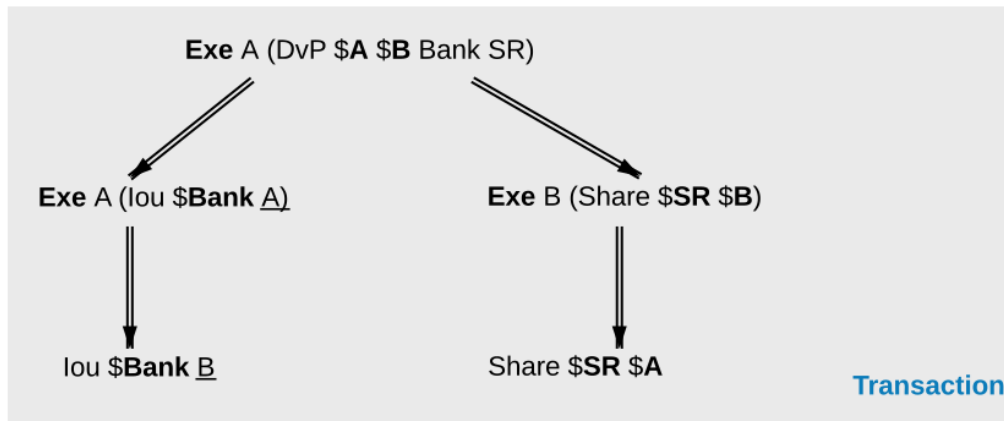 Exe A (DvP $A $B Bank SR)
Exe A (Iou $Bank A)
Exe B (Share $SR $B)
Iou $Bank B
Share $SR $A
Transaction